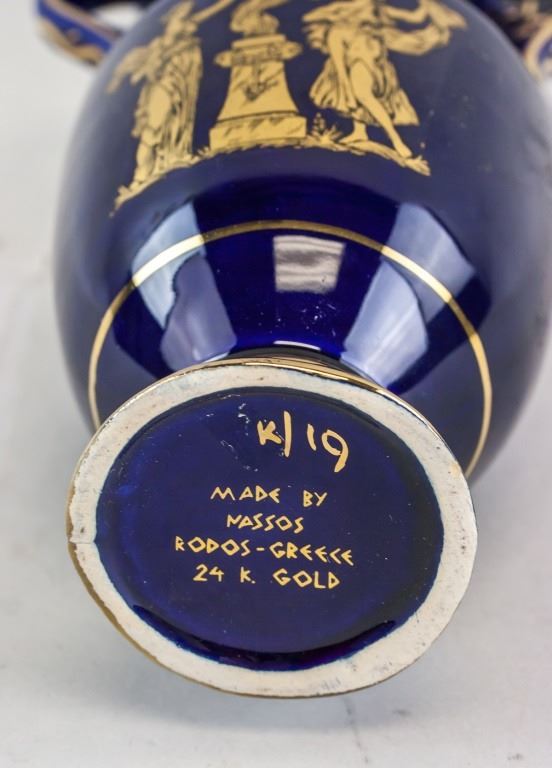 K/19
MADE BY
NASSOS
RODOS-GREECE
24 K. GOLD